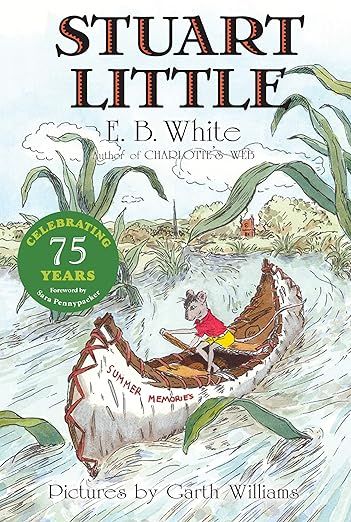 STUART
LITTLE
E. B. White
Author of CHARLOTTE'S WEB
CELEBRATING
75
YEARS
Foreword by
Sara Pennypacker
SUMMER MEMORIES
Pictures by Garth Williams